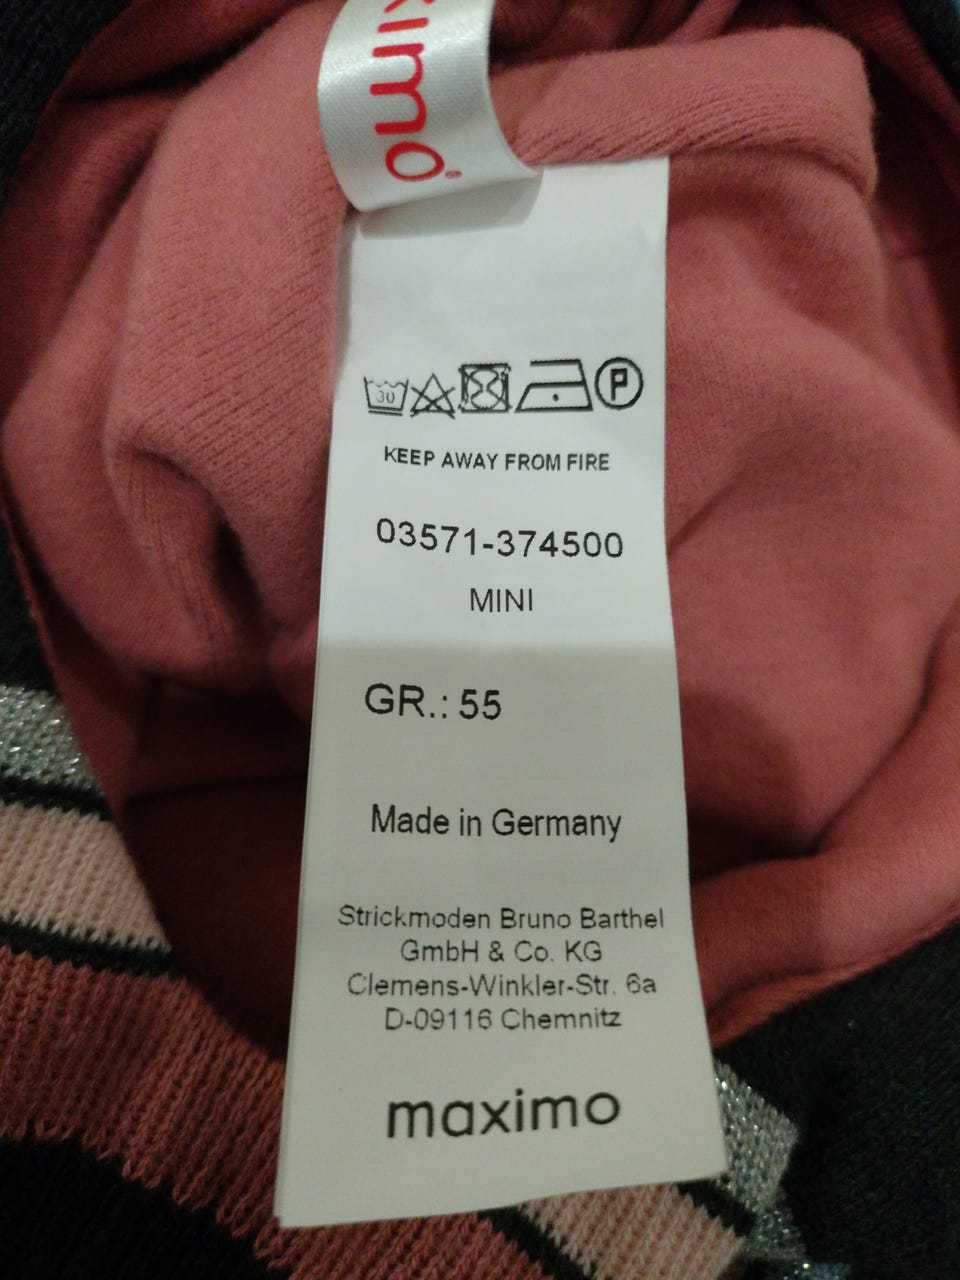 ximo®
30
P
KEEP AWAY FROM FIRE
03571-374500
MINI
GR.: 55
Made in Germany
Strickmoden Bruno Barthel
GmbH & Co. KG
Clemens-Winkler-Str. 6a
D-09116 Chemnitz
maximo